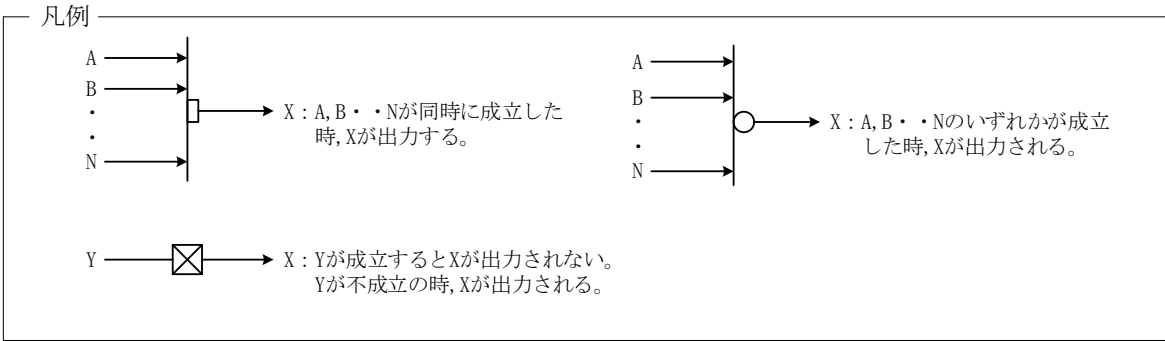 凡例
A
B
・
・
N
X：A,B・・Nが同時に成立した
時,Xが出力する。
A
B
・
・
N
X：A,B・・Nのいずれかが成立
した時,Xが出力される。
Y
X：Yが成立するとXが出力されない。
Yが不成立の時,Xが出力される。